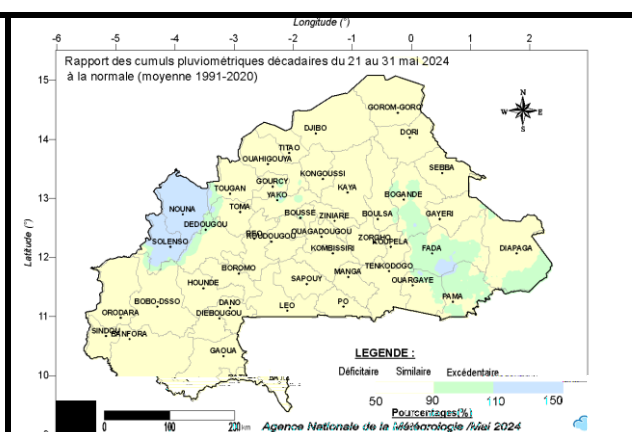 Longitude (°)
-6 -5 -4 -3 -2 -1 0 1 2
Rapport des cumuls pluviométriques décadaires du 21 au 31 mai 2024
à la normale (moyenne 1991-2020)
15
N
W E
S
GOROM-GORO
14
DJIBO
DORI
TITAO
OUAHIGOUYA
SEBBA
KONGOUSSI
GOURCY
TOUGAN
KAYA
13
YAKO
BOGANDE
NOUNA
TOMA
BOUSSE
ZINIARE
BOULSA
GAYERI
DEDOUGOU
OUAGADOUGOU
KOUDOUGOU
ZORGHO
SOLENSO
KOUPELA
KOMBISSIRI
FADA
DIAPAGA
Latitude (°)
12
BOROMO
TENKODOGO
MANGA
SAPOUY
OUARGAYE
HOUNDE
BOBO-DSSO
DANO
LEO
PO
PAMA
ORODARA
DIEBOUGOU
11
SINDOU
BANFORA
GAOUA
LEGENDE :
Déficitaire Similaire Excédentaire
10
50 90 110 150
Pourcentages(%)
0 100 200 km
Agence Nationale de la Météorologie /Mai 2024